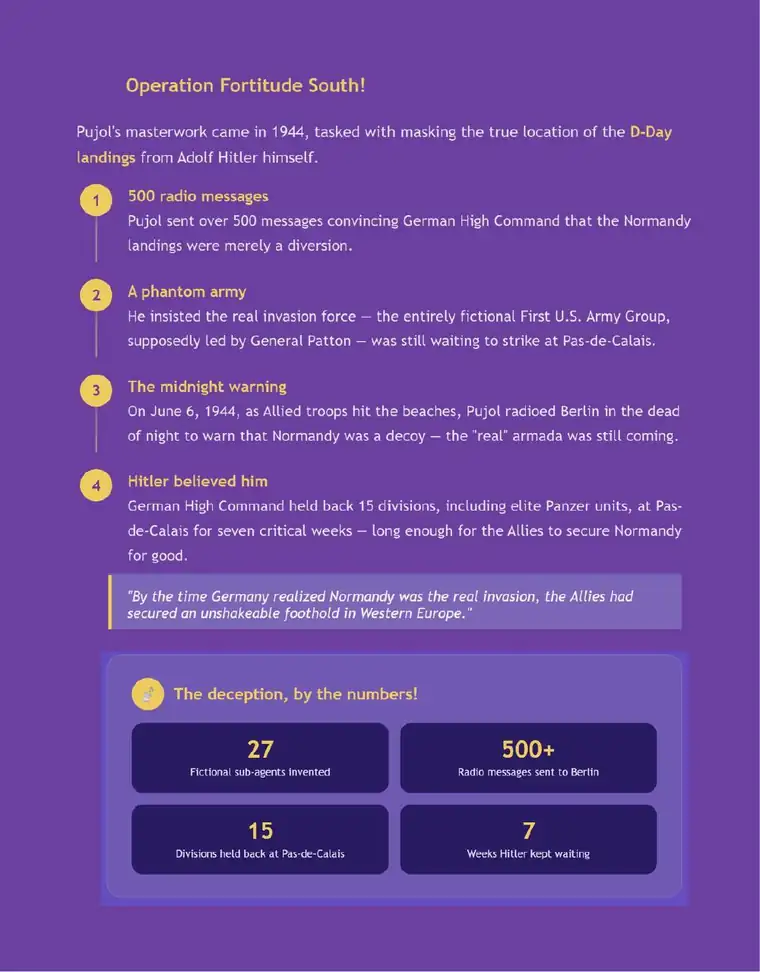 Operation Fortitude South!
Pujol's masterwork came in 1944, tasked with masking the true location of the D-Day
landings from Adolf Hitler himself.
1
500 radio messages
Pujol sent over 500 messages convincing German High Command that the Normandy
landings were merely a diversion.
2
A phantom army
He insisted the real invasion force — the entirely fictional First U.S. Army Group,
supposedly led by General Patton — was still waiting to strike at Pas-de-Calais.
3
The midnight warning
On June 6, 1944, as Allied troops hit the beaches, Pujol radioed Berlin in the dead
of night to warn that Normandy was a decoy — the "real" armada was still coming.
4
Hitler believed him
German High Command held back 15 divisions, including elite Panzer units, at Pas-
de-Calais for seven critical weeks — long enough for the Allies to secure Normandy
for good.
"By the time Germany realized Normandy was the real invasion, the Allies had
secured an unshakeable foothold in Western Europe."
The deception, by the numbers!
27
Fictional sub-agents invented
500+
Radio messages sent to Berlin
15
Divisions held back at Pas-de-Calais
7
Weeks Hitler kept waiting